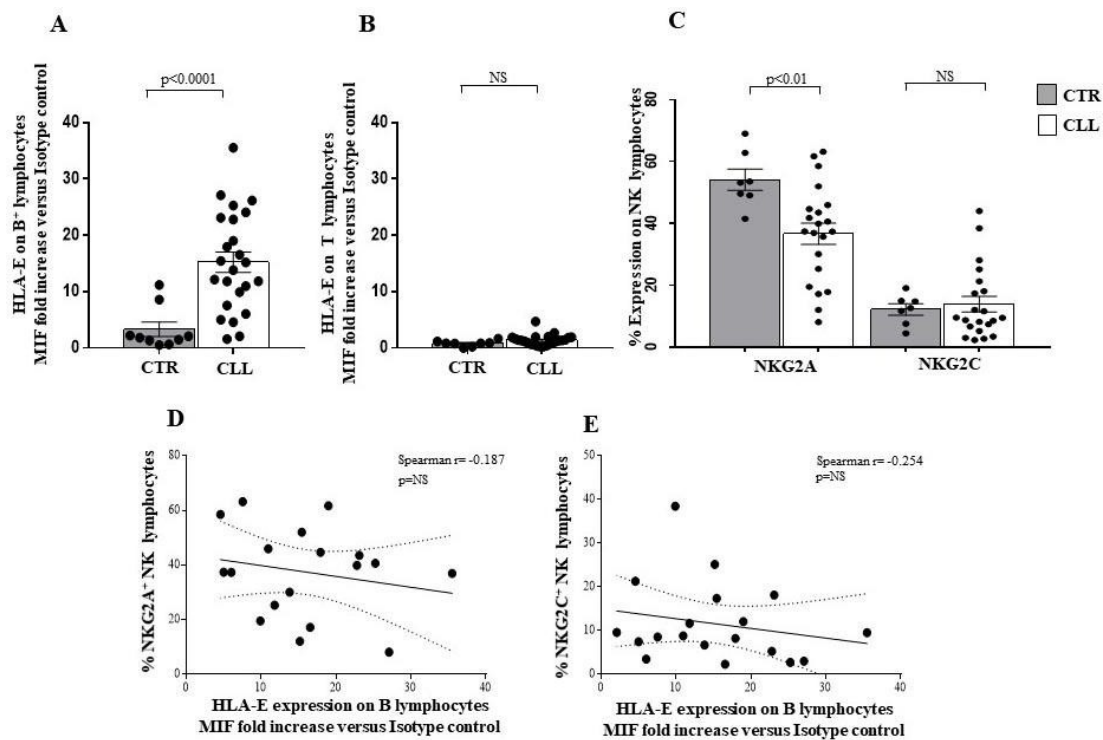 A
p<0.0001
HLA-E on B⁺ lymphocytes
MIF fold increase versus Isotype control
40
30
20
10
0
CTR
CLL
B
NS
HLA-E on T lymphocytes
MIF fold increase versus Isotype control
40
30
20
10
0
CTR
CLL
C
p<0.01
NS
CTR
CLL
% Expression on NK lymphocytes
80
60
40
20
0
NKG2A
NKG2C
D
Spearman r= -0.187
p=NS
% NKG2A⁺ NK lymphocytes
80
60
40
20
0
0
10
20
30
40
HLA-E expression on B lymphocytes
MIF fold increase versus Isotype control
E
Spearman r= -0.254
p=NS
% NKG2C⁺ NK lymphocytes
50
40
30
20
10
0
0
10
20
30
40
HLA-E expression on B lymphocytes
MIF fold increase versus Isotype control